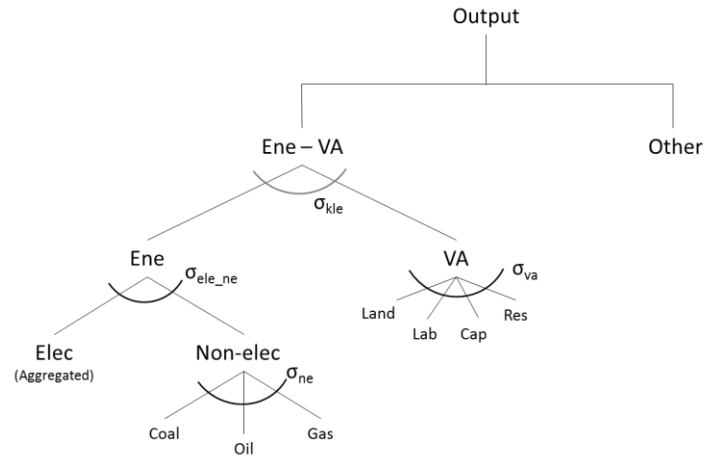 Output
Ene – VA
Other
σkle
Ene
VA
σele_ne
σva
Land
Lab
Cap
Res
Elec
(Aggregated)
Non-elec
σne
Coal
Oil
Gas